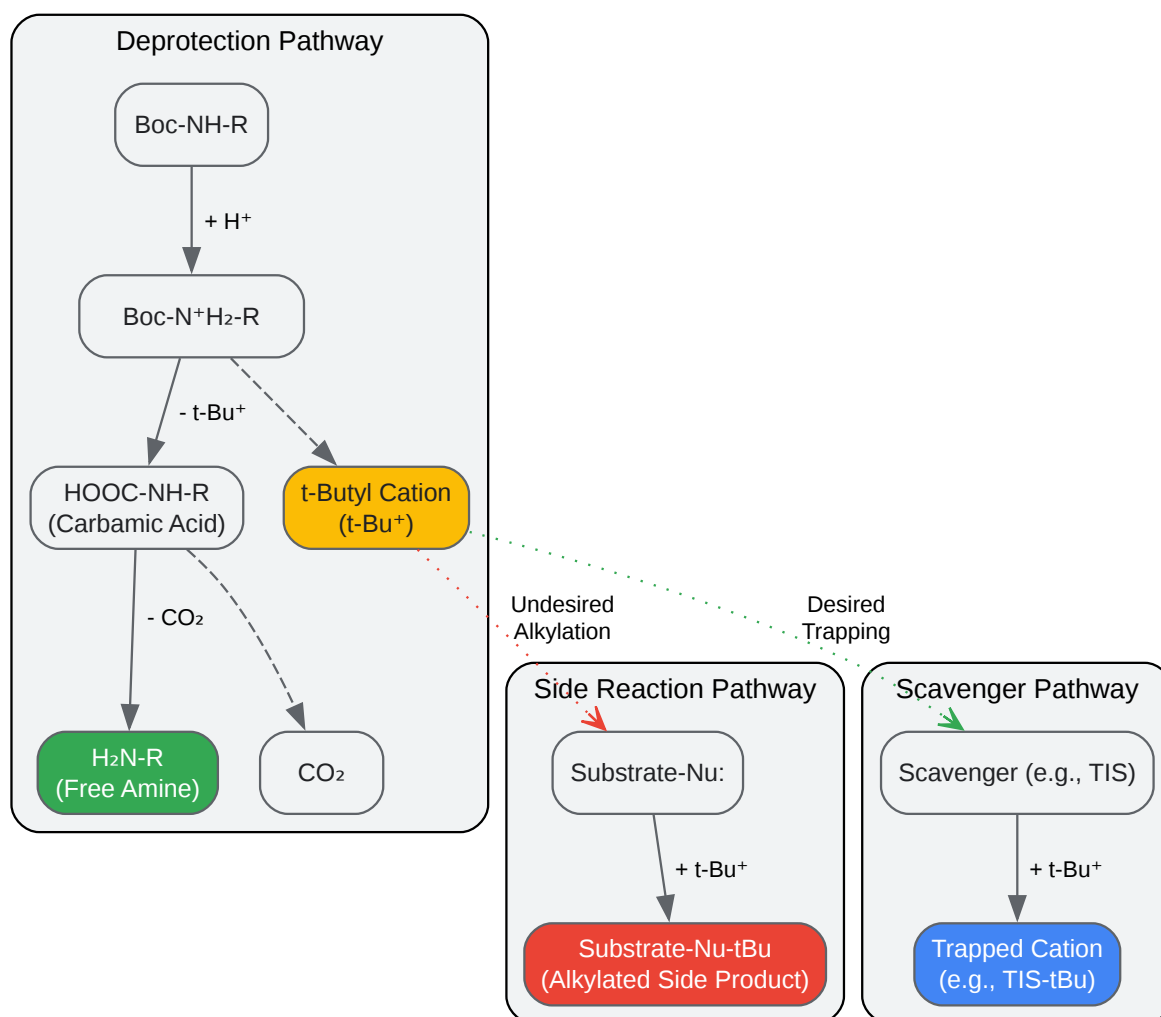 Deprotection Pathway
Boc-NH-R
+ H⁺
Boc-N⁺H₂-R
- t-Bu⁺
HOOC-NH-R
(Carbamic Acid)
t-Butyl Cation
(t-Bu⁺)
- CO₂
H₂N-R
(Free Amine)
CO₂
Undesired
Alkylation
Desired
Trapping
Side Reaction Pathway
Substrate-Nu:
+ t-Bu⁺
Substrate-Nu-tBu
(Alkylated Side Product)
Scavenger Pathway
Scavenger (e.g., TIS)
+ t-Bu⁺
Trapped Cation
(e.g., TIS-tBu)